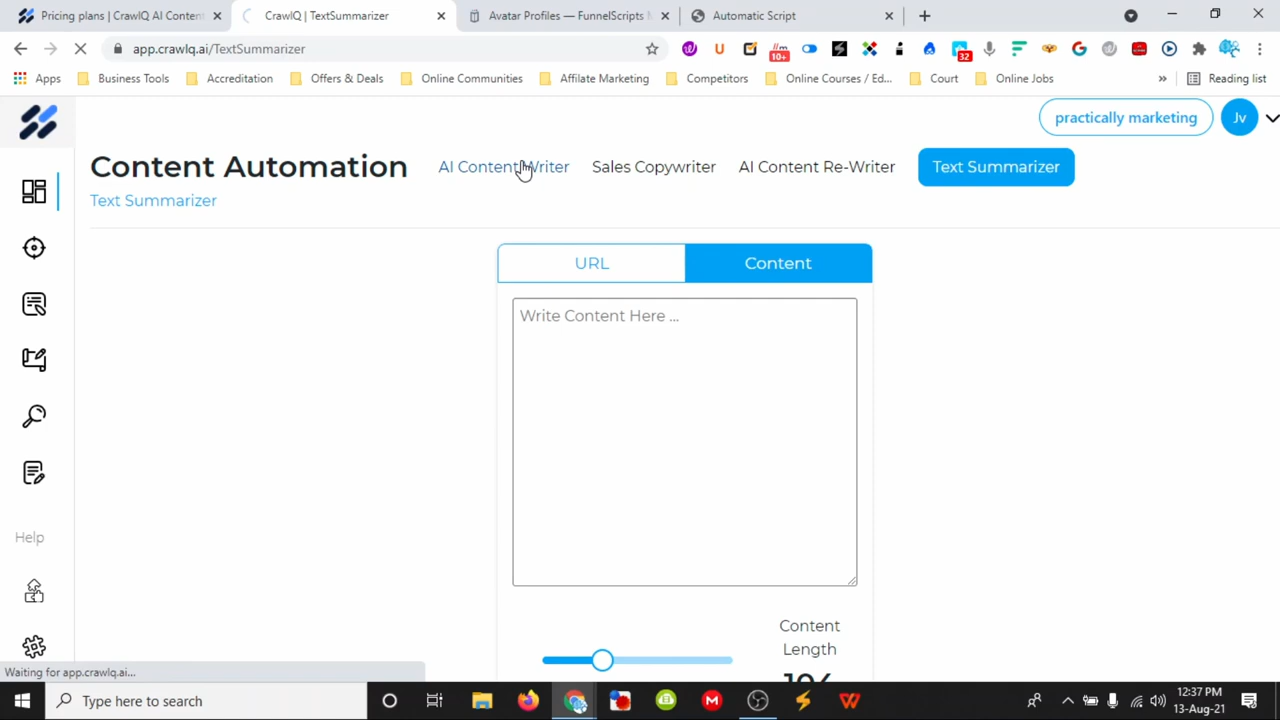 Pricing plans | CrawlQ AI Content
CrawlQ | TextSummarizer
Avatar Profiles — FunnelScripts
Automatic Script
app.crawlq.ai/TextSummarizer
10+
32
Apps
Business Tools
Accreditation
Offers & Deals
Online Communities
Affilate Marketing
Competitors
Online Courses / Ed...
Court
Online Jobs
»
Reading list
practically marketing
Jv
Content Automation
AI Content Writer
Sales Copywriter
AI Content Re-Writer
Text Summarizer
Text Summarizer
URL
Content
Write Content Here ...
Help
Content
Length
Waiting for app.crawlq.ai...
Type here to search
12:37 PM
13-Aug-21